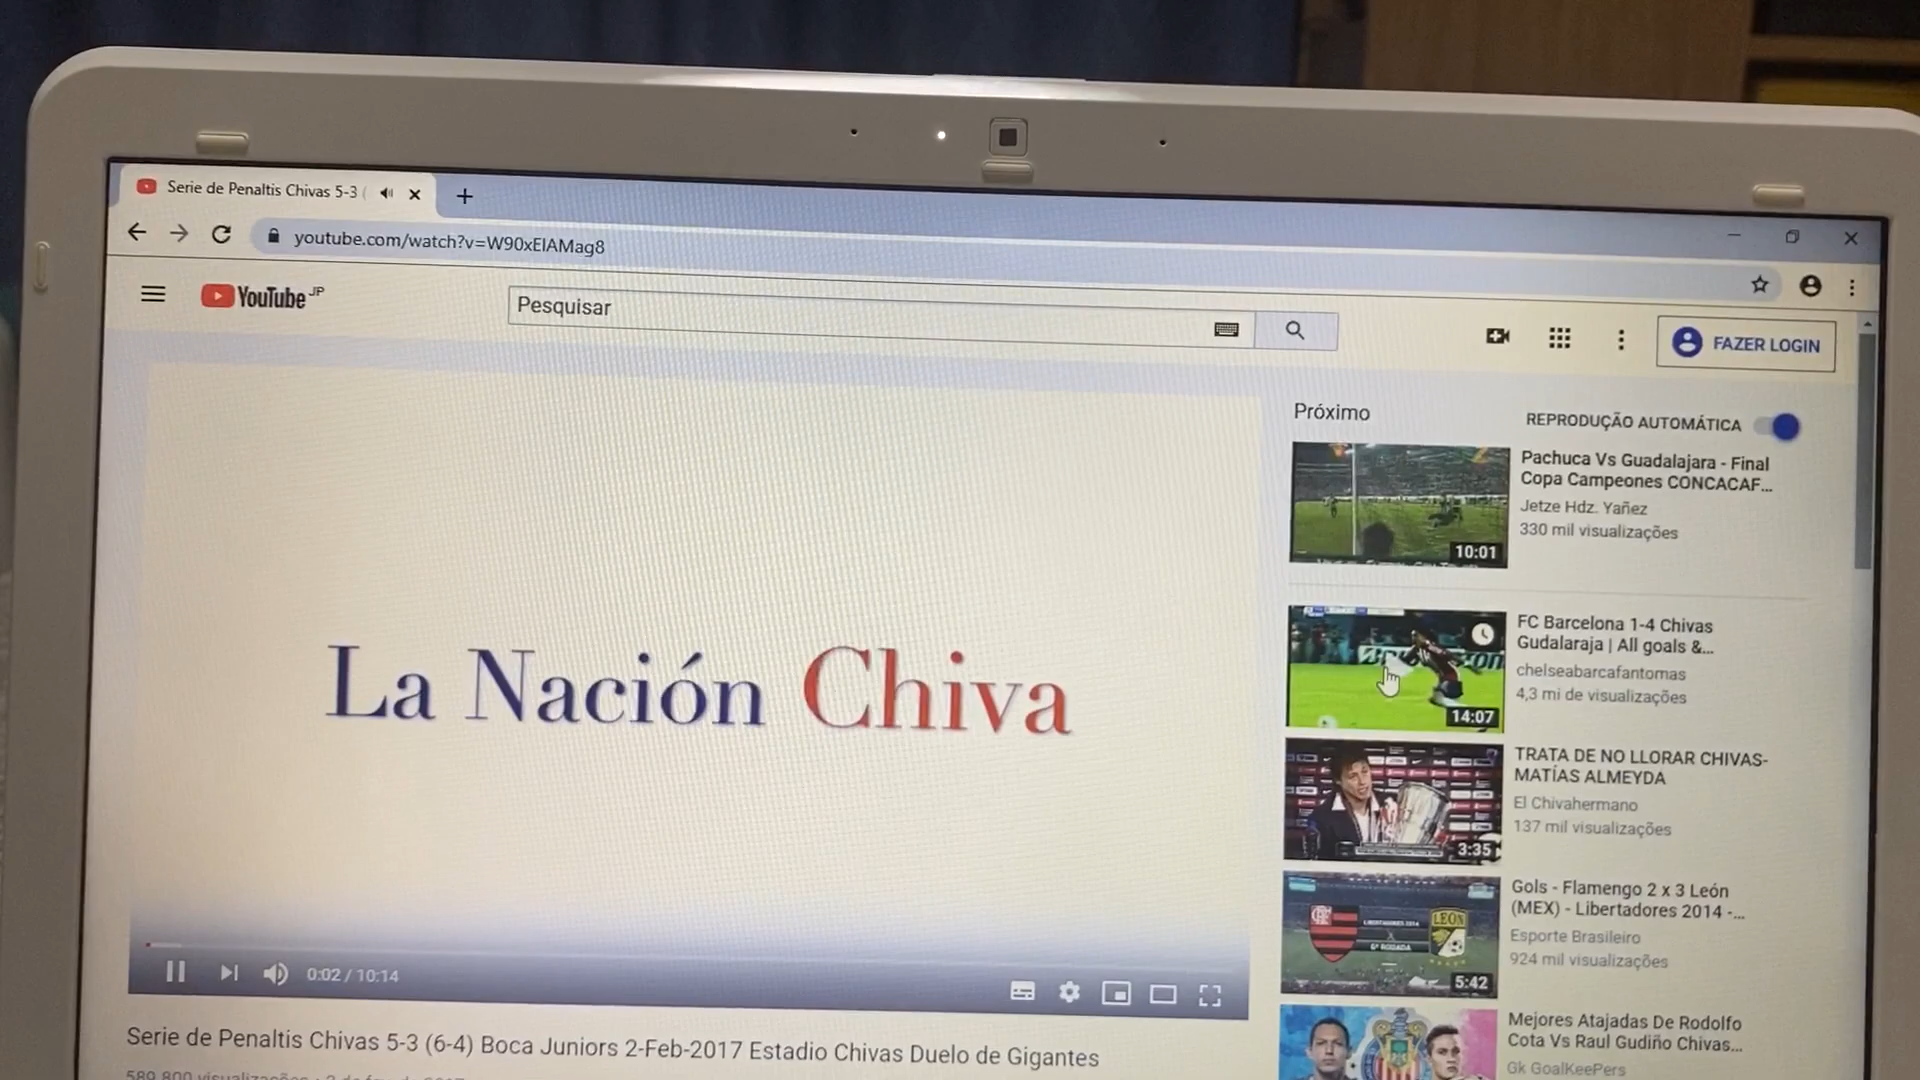 Serie de Penaltis Chivas 5-3 (
youtube.com/watch?v=W90xEIAMag8
YouTube JP
Pesquisar
FAZER LOGIN
Próximo
REPRODUÇÃO AUTOMÁTICA
Pachuca Vs Guadalajara - Final
Copa Campeones CONCACAF...
Jetze Hdz. Yañez
330 mil visualizações
10:01
FC Barcelona 1-4 Chivas
Gudalaraja | All goals &...
chelseabarcafantomas
4,3 mi de visualizações
14:07
TRATA DE NO LLORAR CHIVAS-
MATÍAS ALMEYDA
El Chivahermano
137 mil visualizações
3:35
Gols - Flamengo 2 x 3 León
(MEX) - Libertadores 2014 -...
Esporte Brasileiro
924 mil visualizações
LEON
5:42
Mejores Atajadas De Rodolfo
Cota Vs Raul Gudiño Chivas...
Gk GoalKeePers
La Nación Chiva
0:02 / 10:14
Serie de Penaltis Chivas 5-3 (6-4) Boca Juniors 2-Feb-2017 Estadio Chivas Duelo de Gigantes
589.800 visualizações